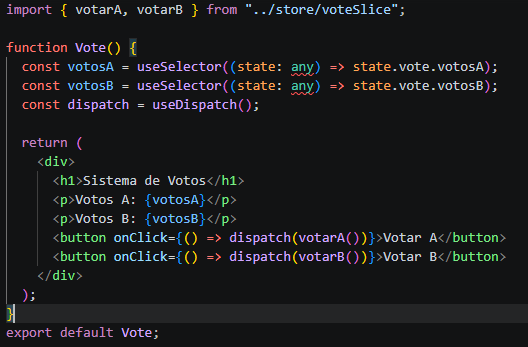 import { votarA, votarB } from "../store/voteSlice";
function Vote() {
const votosA = useSelector((state: any) => state.vote.votosA);
const votosB = useSelector((state: any) => state.vote.votosB);
const dispatch = useDispatch();
return (
<div>
<h1>Sistema de Votos</h1>
<p>Votos A: {votosA}</p>
<p>Votos B: {votosB}</p>
<button onClick={() => dispatch(votarA())}>Votar A</button>
<button onClick={() => dispatch(votarB())}>Votar B</button>
</div>
);
}
export default Vote;